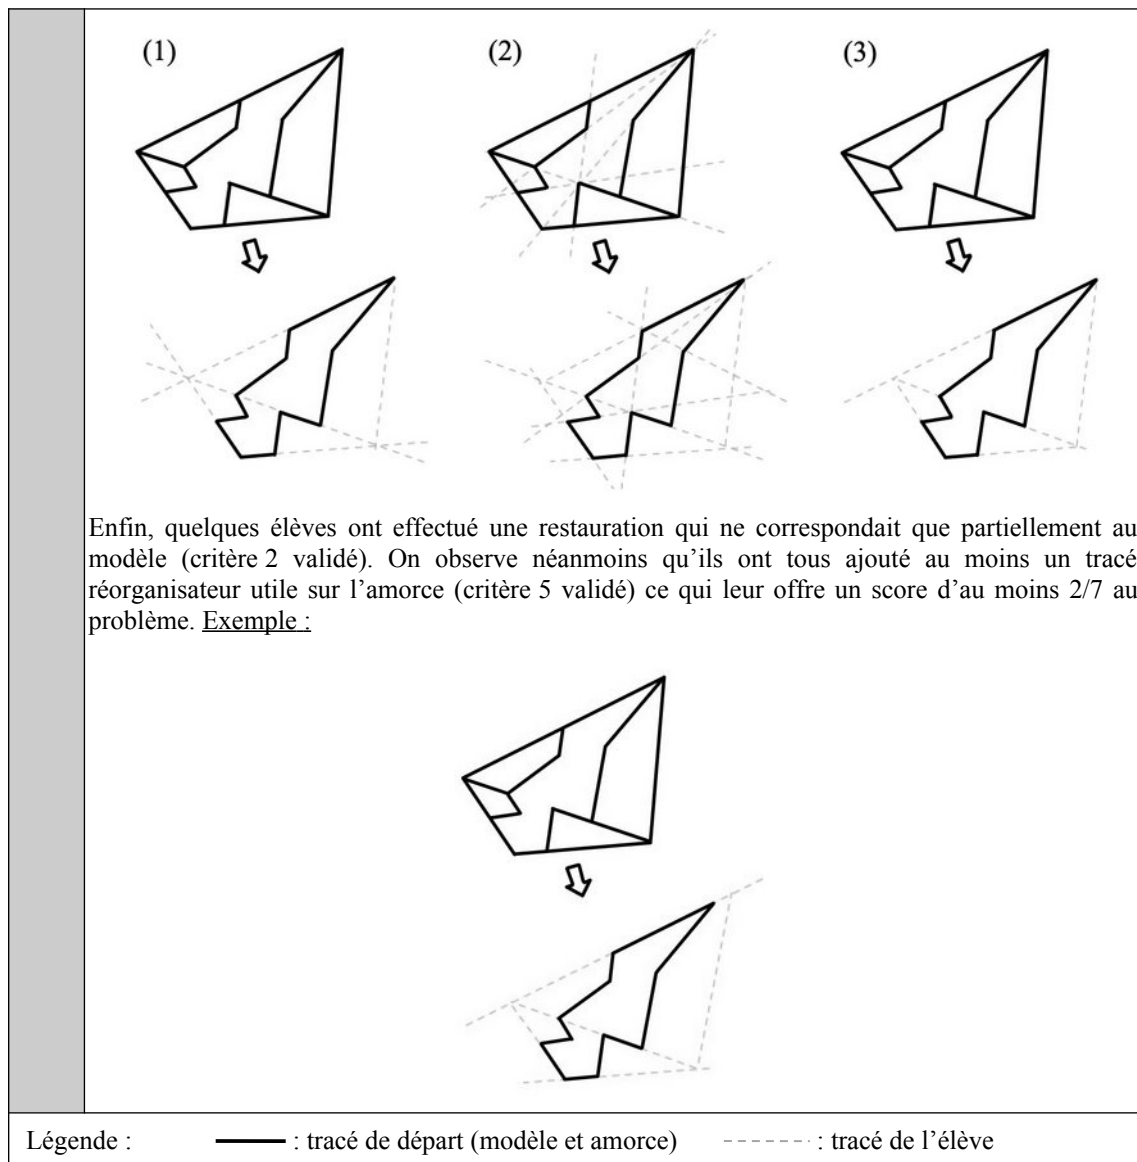 (1) (2) (3)
Enfin, quelques élèves ont effectué une restauration qui ne correspondait que partiellement au
modèle (critère 2 validé). On observe néanmoins qu’ils ont tous ajouté au moins un tracé
réorganisateur utile sur l’amorce (critère 5 validé) ce qui leur offre un score d’au moins 2/7 au
problème. Exemple :
Légende : : tracé de départ (modèle et amorce) : tracé de l’élève